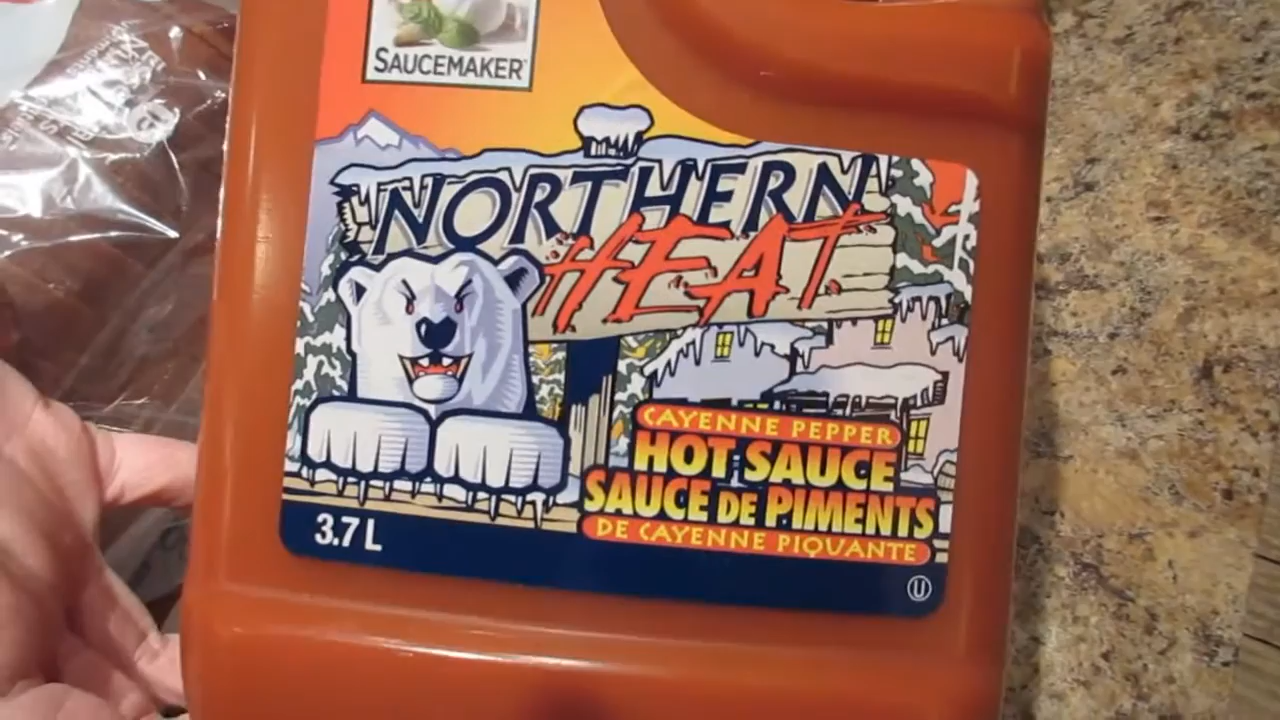 SAUCEMAKER
NORTHERN
HEAT
CAYENNE PEPPER
HOT SAUCE
SAUCE DE PIMENTS
DE CAYENNE PIQUANTE
3.7 L
U